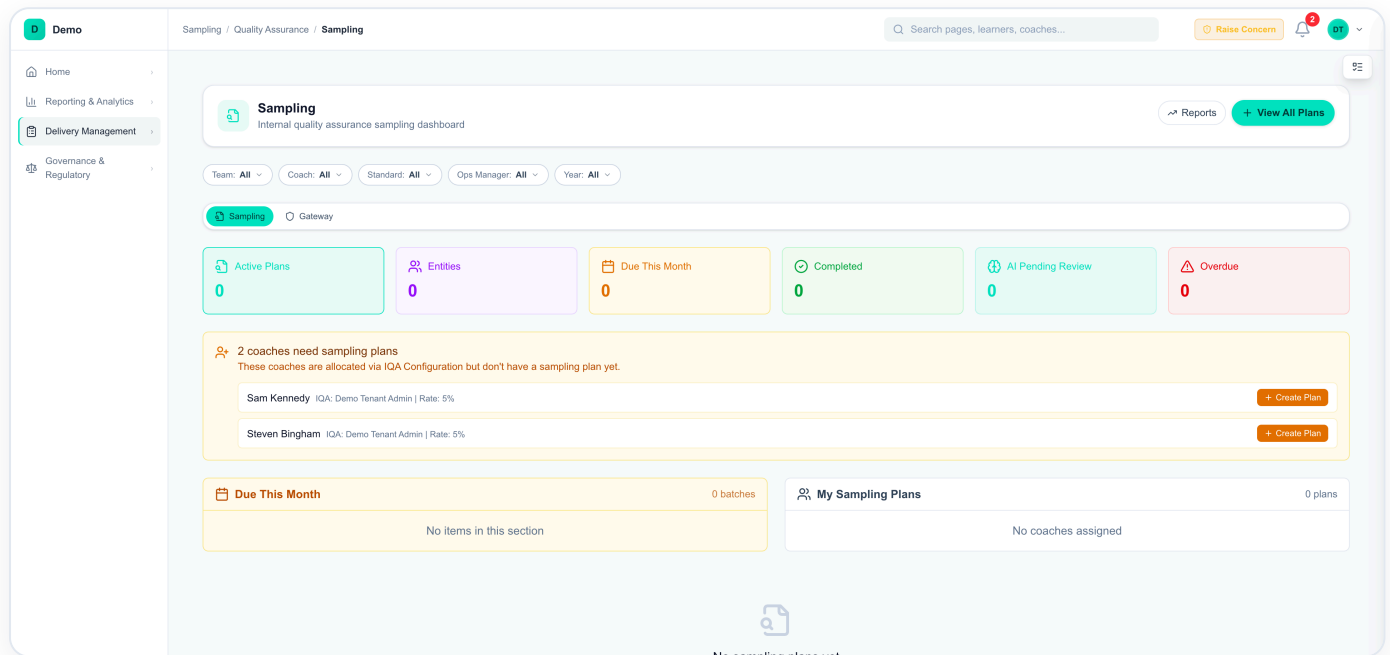 D Demo
Sampling / Quality Assurance / Sampling
Search pages, learners, coaches...
Raise Concern
2
DT
Home
Reporting & Analytics
Delivery Management
Governance &
Regulatory
Sampling
Internal quality assurance sampling dashboard
Reports
+ View All Plans
Team: All
Coach: All
Standard: All
Ops Manager: All
Year: All
Sampling
Gateway
Active Plans
0
Entities
0
Due This Month
0
Completed
0
AI Pending Review
0
Overdue
0
2 coaches need sampling plans
These coaches are allocated via IQA Configuration but don't have a sampling plan yet.
Sam Kennedy IQA: Demo Tenant Admin | Rate: 5%
+ Create Plan
Steven Bingham IQA: Demo Tenant Admin | Rate: 5%
+ Create Plan
Due This Month
0 batches
No items in this section
My Sampling Plans
0 plans
No coaches assigned
No sampling plans yet